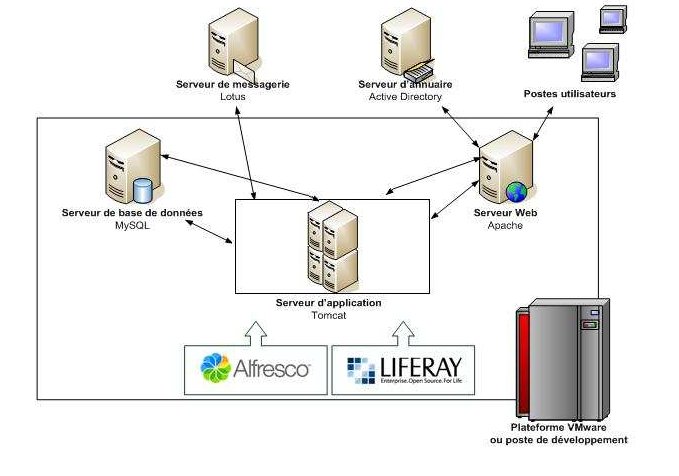 Serveur de messagerie
Lotus
Serveur d'annuaire
Active Directory
Postes utilisateurs
Serveur de base de données
MySQL
Serveur Web
Apache
Serveur d'application
Tomcat
Alfresco
LIFERAY
Enterprise. Open Source. For Life
Plateforme VMware
ou poste de développement